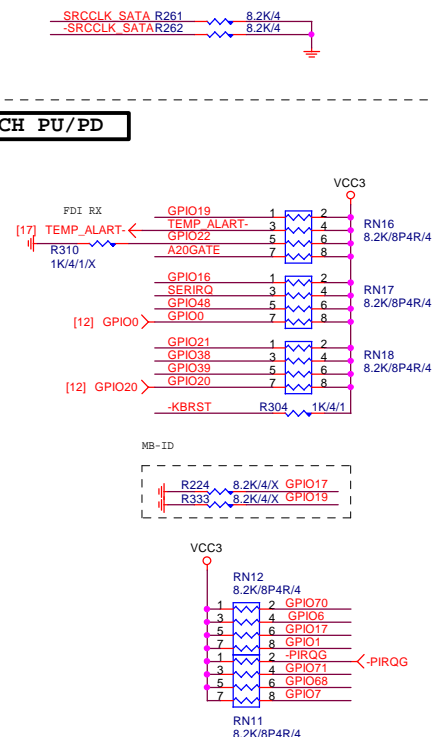 SRCCLK_SATA R261 8.2K/4
-SRCCLK_SATA R262 8.2K/4
CH PU/PD
VCC3
FDI RX
GPIO19 1 2
[17] TEMP_ALART- TEMP_ALART- 3 4 RN16
GPIO22 5 6 8.2K/8P4R/4
R310 A20GATE 7 8
1K/4/1/X
GPIO16 1 2
SERIRQ 3 4 RN17
GPIO48 5 6 8.2K/8P4R/4
[12] GPIO0 GPIO0 7 8
GPIO21 1 2
GPIO38 3 4 RN18
GPIO39 5 6 8.2K/8P4R/4
[12] GPIO20 GPIO20 7 8
-KBRST R304 1K/4/1
MB-ID
R224 8.2K/4/X GPIO17
R333 8.2K/4/X GPIO19
VCC3
RN12
8.2K/8P4R/4
1 2 GPIO70
3 4 GPIO6
5 6 GPIO17
7 8 GPIO1
1 2 -PIRQG -PIRQG
3 4 GPIO71
5 6 GPIO68
7 8 GPIO7
RN11
8.2K/8P4R/4